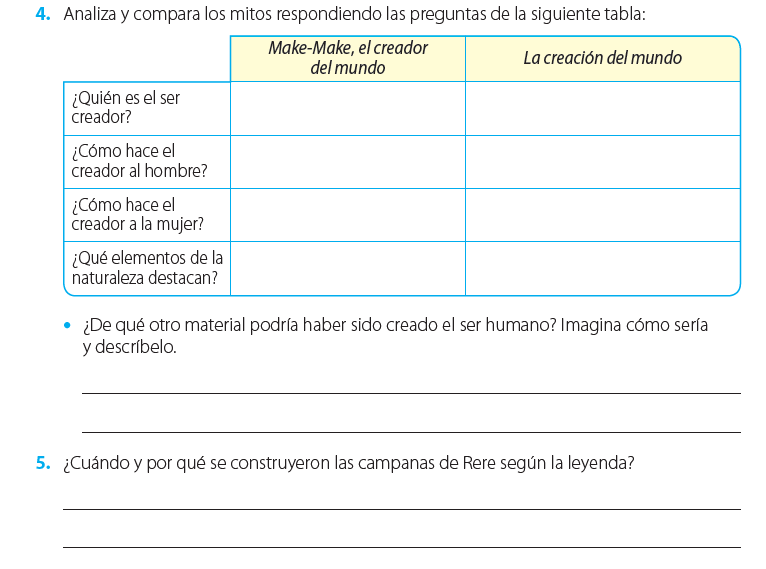 4. Analiza y compara los mitos respondiendo las preguntas de la siguiente tabla:
Make-Make, el creador
del mundo
La creación del mundo
¿Quién es el ser
creador?
¿Cómo hace el
creador al hombre?
¿Cómo hace el
creador a la mujer?
¿Qué elementos de la
naturaleza destacan?
• ¿De qué otro material podría haber sido creado el ser humano? Imagina cómo sería
y descríbelo.
5. ¿Cuándo y por qué se construyeron las campanas de Rere según la leyenda?